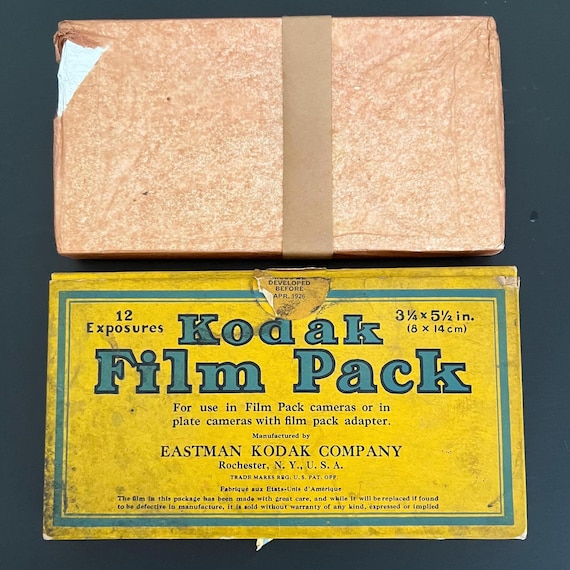 DEVELOPED
BEFORE
APR. 1926
12
Exposures
Kodak
3¼ x 5½ in.
(8 x 14 cm)
Film Pack
For use in Film Pack cameras or in
plate cameras with film pack adapter.
Manufactured by
EASTMAN KODAK COMPANY
Rochester, N. Y., U. S. A.
TRADE MARKS REG. U. S. PAT. OFF.
Fabriqué aux Etats-Unis d'Amérique
The film in this package has been made with great care, and while it will be replaced if found
to be defective in manufacture, it is sold without warranty of any kind, expressed or implied